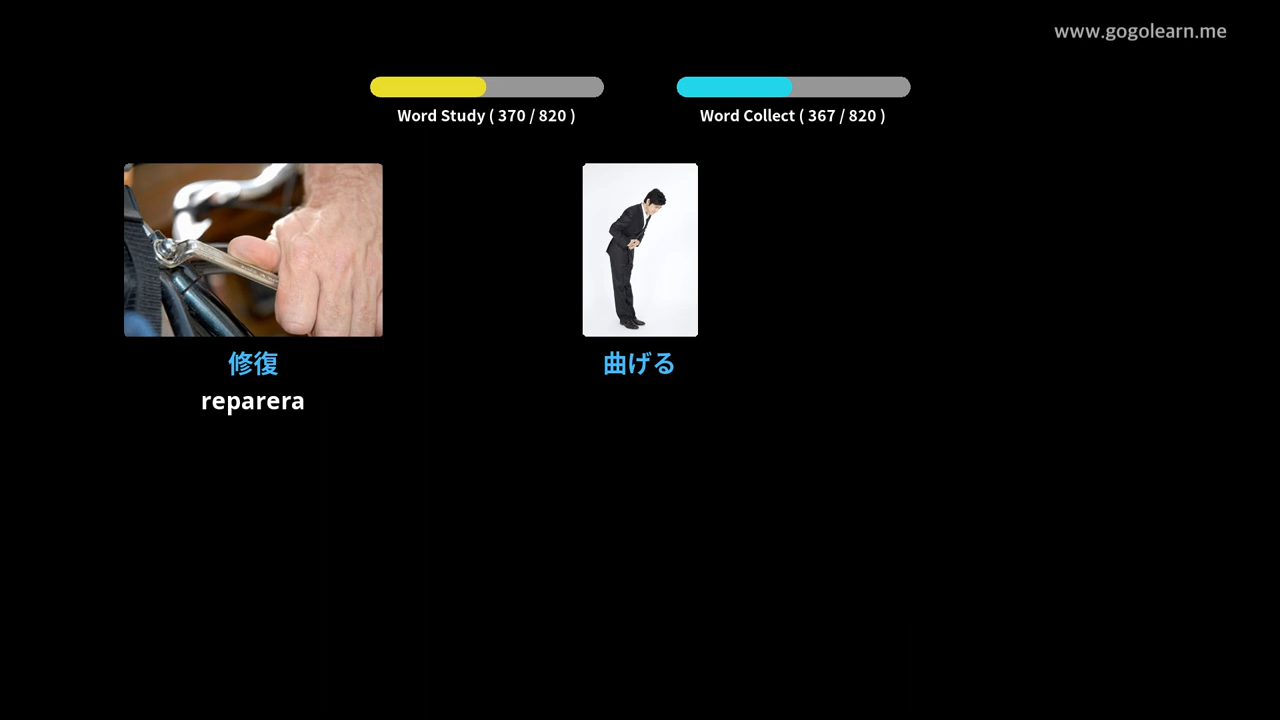 www.gogolearn.me
Word Study ( 370 / 820 )
Word Collect ( 367 / 820 )
修復
reparera
曲げる